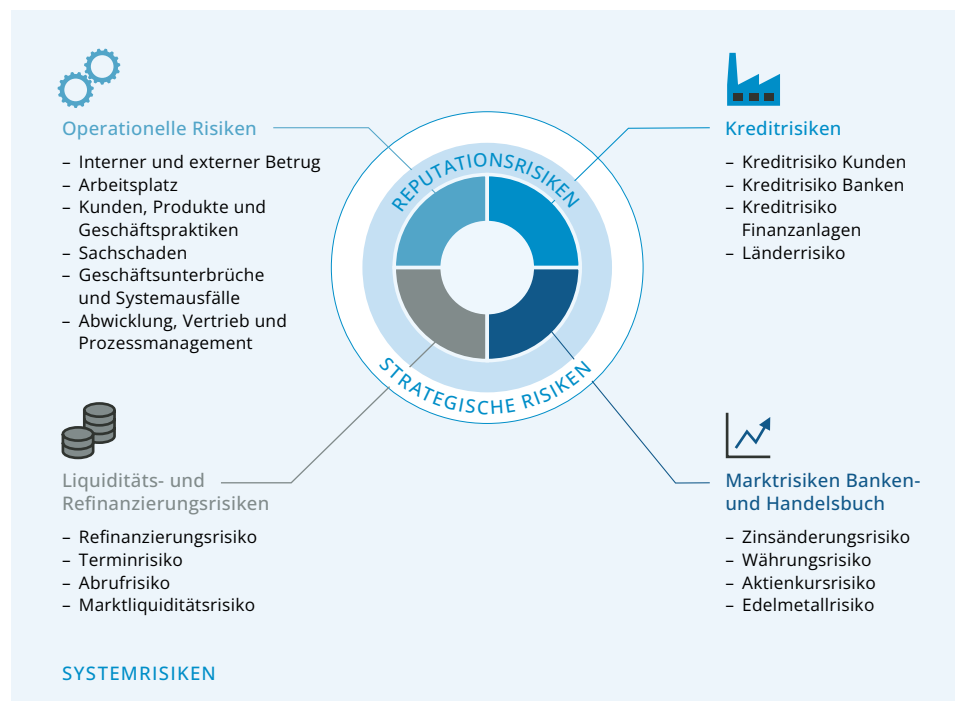 Operationelle Risiken
– Interner und externer Betrug
– Arbeitsplatz
– Kunden, Produkte und
Geschäftspraktiken
– Sachschaden
– Geschäftsunterbrüche
und Systemausfälle
– Abwicklung, Vertrieb und
Prozessmanagement
Kreditrisiken
– Kreditrisiko Kunden
– Kreditrisiko Banken
– Kreditrisiko
Finanzanlagen
– Länderrisiko
REPUTATIONSRISIKEN
STRATEGISCHE RISIKEN
Liquiditäts- und
Refinanzierungsrisiken
– Refinanzierungsrisiko
– Terminrisiko
– Abrufrisiko
– Marktliquiditätsrisiko
Marktrisiken Banken-
und Handelsbuch
– Zinsänderungsrisiko
– Währungsrisiko
– Aktienkursrisiko
– Edelmetallrisiko
SYSTEMRISIKEN